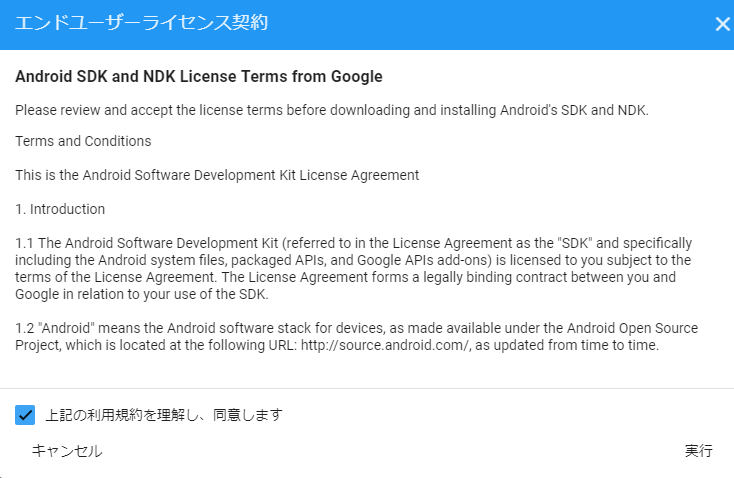 エンドユーザーライセンス契約
Android SDK and NDK License Terms from Google
Please review and accept the license terms before downloading and installing Android's SDK and NDK.
Terms and Conditions
This is the Android Software Development Kit License Agreement
1. Introduction
1.1 The Android Software Development Kit (referred to in the License Agreement as the "SDK" and specifically
including the Android system files, packaged APIs, and Google APIs add-ons) is licensed to you subject to the
terms of the License Agreement. The License Agreement forms a legally binding contract between you and
Google in relation to your use of the SDK.
1.2 "Android" means the Android software stack for devices, as made available under the Android Open Source
Project, which is located at the following URL: http://source.android.com/, as updated from time to time.
上記の利用規約を理解し、同意します
キャンセル
実行